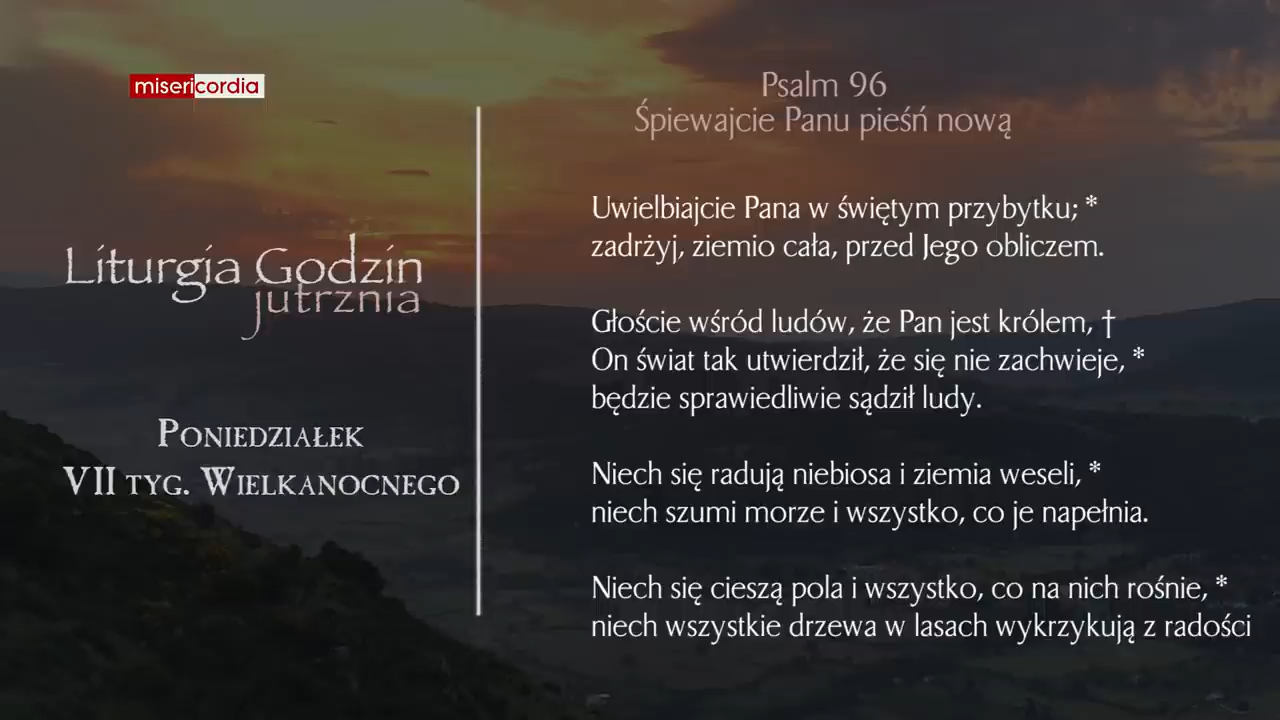 misericordia
Liturgia Godzin
jutrznia
Poniedziałek
VII tyg. Wielkanocnego
Psalm 96
Śpiewajcie Panu pieśń nową
Uwielbiajcie Pana w świętym przybytku; *
zadrżyj, ziemio cała, przed Jego obliczem.
Głoście wśród ludów, że Pan jest królem, †
On świat tak utwierdził, że się nie zachwieje, *
będzie sprawiedliwie sądził ludy.
Niech się radują niebiosa i ziemia weseli, *
niech szumi morze i wszystko, co je napełnia.
Niech się cieszą pola i wszystko, co na nich rośnie, *
niech wszystkie drzewa w lasach wykrzykują z radości